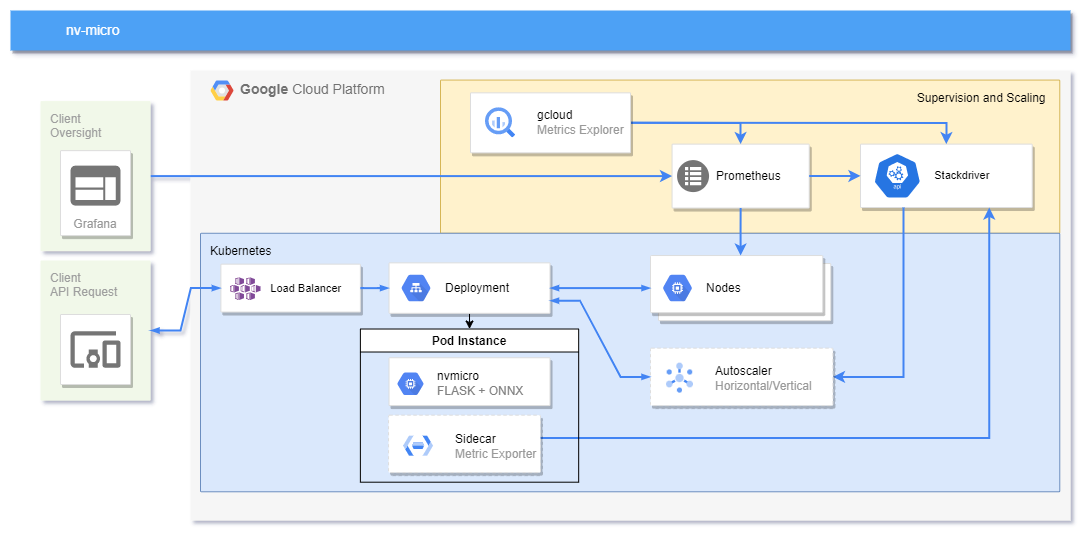 nv-micro
Google Cloud Platform
Supervision and Scaling
gcloud
Metrics Explorer
Client
Oversight
Grafana
Prometheus
api
Stackdriver
Kubernetes
Client
API Request
Load Balancer
Deployment
Nodes
Pod Instance
nvmicro
FLASK + ONNX
Autoscaler
Horizontal/Vertical
Sidecar
Metric Exporter